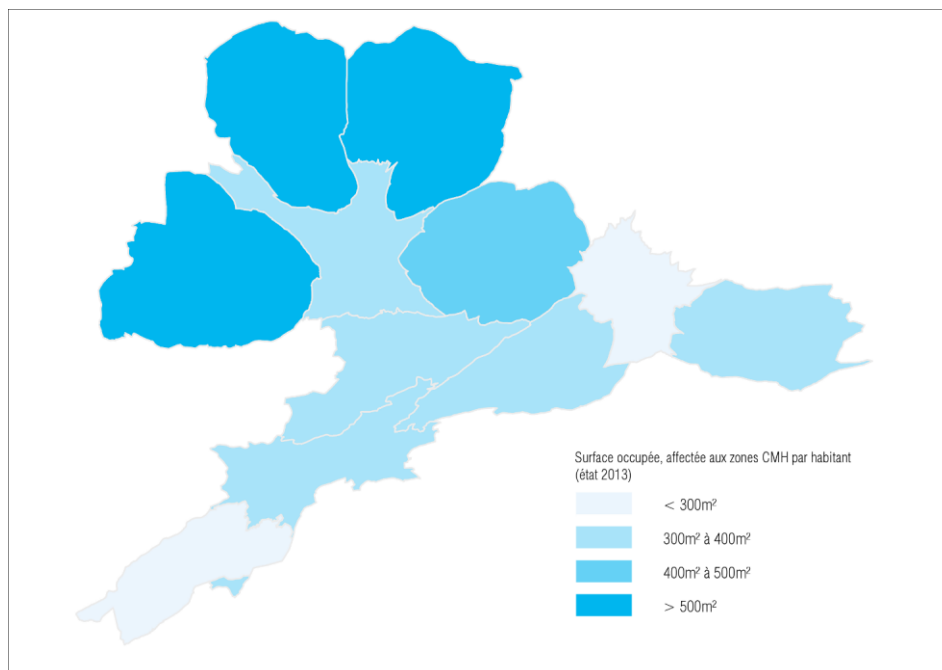 Surface occupée, affectée aux zones CMH par habitant
(état 2013)
< 300m²
300m² à 400m²
400m² à 500m²
> 500m²